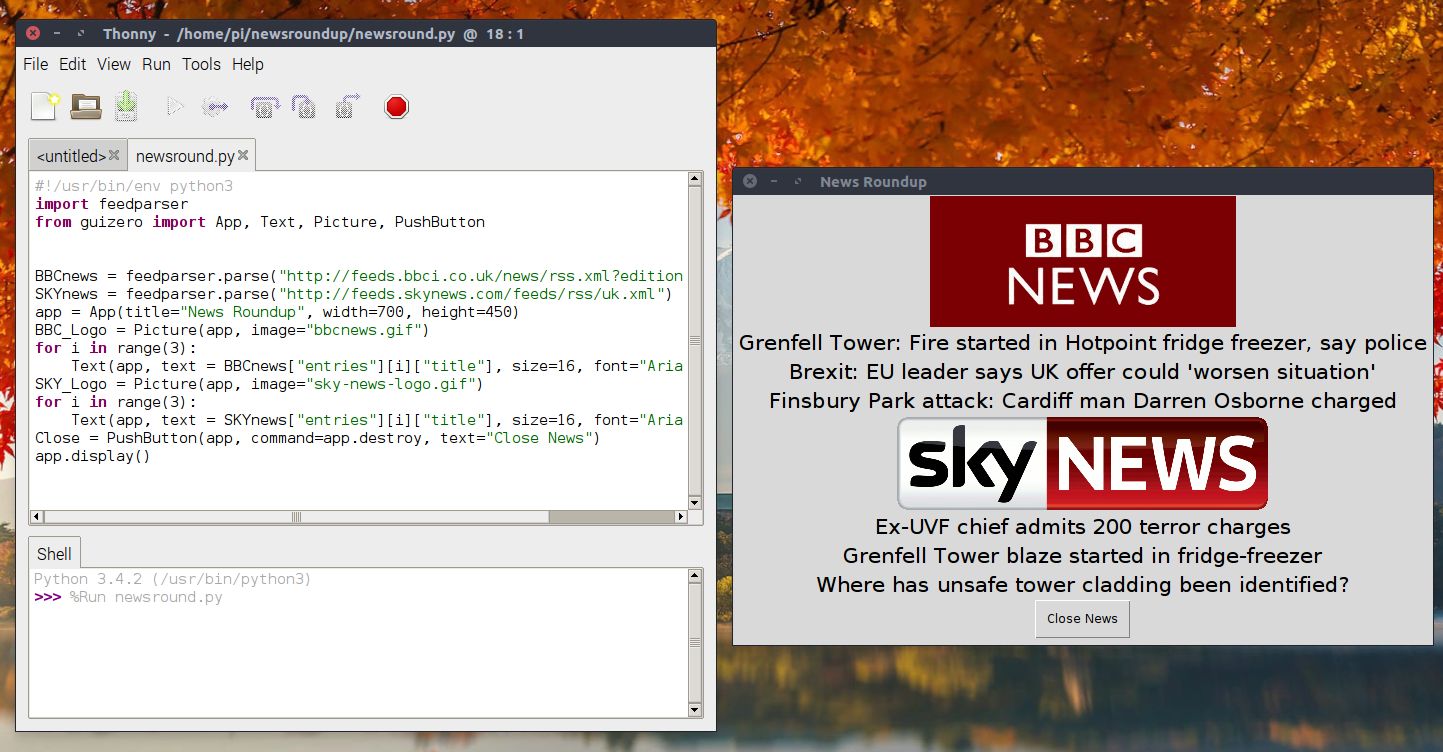 Thonny - /home/pi/newsroundup/newsround.py @ 18 : 1
File Edit View Run Tools Help
<untitled> newsround.py
#!/usr/bin/env python3
import feedparser
from guizero import App, Text, Picture, PushButton
BBCnews = feedparser.parse("http://feeds.bbci.co.uk/news/rss.xml?edition
SKYnews = feedparser.parse("http://feeds.skynews.com/feeds/rss/uk.xml")
app = App(title="News Roundup", width=700, height=450)
BBC_Logo = Picture(app, image="bbcnews.gif")
for i in range(3):
    Text(app, text = BBCnews["entries"][i]["title"], size=16, font="Aria
SKY_Logo = Picture(app, image="sky-news-logo.gif")
for i in range(3):
    Text(app, text = SKYnews["entries"][i]["title"], size=16, font="Aria
Close = PushButton(app, command=app.destroy, text="Close News")
app.display()
Shell
Python 3.4.2 (/usr/bin/python3)
>>> %Run newsround.py
News Roundup
BBC
NEWS
Grenfell Tower: Fire started in Hotpoint fridge freezer, say police
Brexit: EU leader says UK offer could 'worsen situation'
Finsbury Park attack: Cardiff man Darren Osborne charged
sky NEWS
Ex-UVF chief admits 200 terror charges
Grenfell Tower blaze started in fridge-freezer
Where has unsafe tower cladding been identified?
Close News